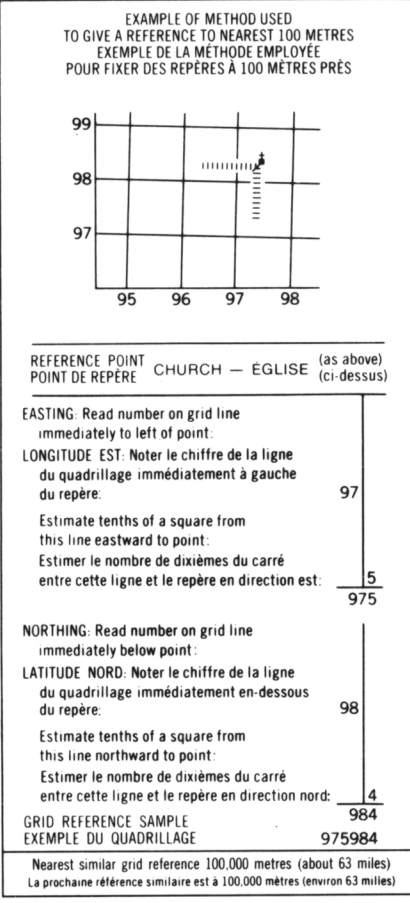 EXAMPLE OF METHOD USED
TO GIVE A REFERENCE TO NEAREST 100 METRES
EXEMPLE DE LA MÉTHODE EMPLOYÉE
POUR FIXER DES REPÈRES À 100 MÈTRES PRÈS
99
98
97
95 96 97 98
REFERENCE POINT
POINT DE REPÈRE
CHURCH — ÉGLISE
(as above)
(ci-dessus)
EASTING: Read number on grid line
immediately to left of point:
LONGITUDE EST: Noter le chiffre de la ligne
du quadrillage immédiatement à gauche
du repère: 97
Estimate tenths of a square from
this line eastward to point:
Estimer le nombre de dixièmes du carré
entre cette ligne et le repère en direction est: 5
975
NORTHING: Read number on grid line
immediately below point:
LATITUDE NORD: Noter le chiffre de la ligne
du quadrillage immédiatement en-dessous
du repère: 98
Estimate tenths of a square from
this line northward to point:
Estimer le nombre de dixièmes du carré
entre cette ligne et le repère en direction nord: 4
984
GRID REFERENCE SAMPLE
EXEMPLE DU QUADRILLAGE 975984
Nearest similar grid reference 100,000 metres (about 63 miles)
La prochaine référence similaire est à 100,000 mètres (environ 63 milles)